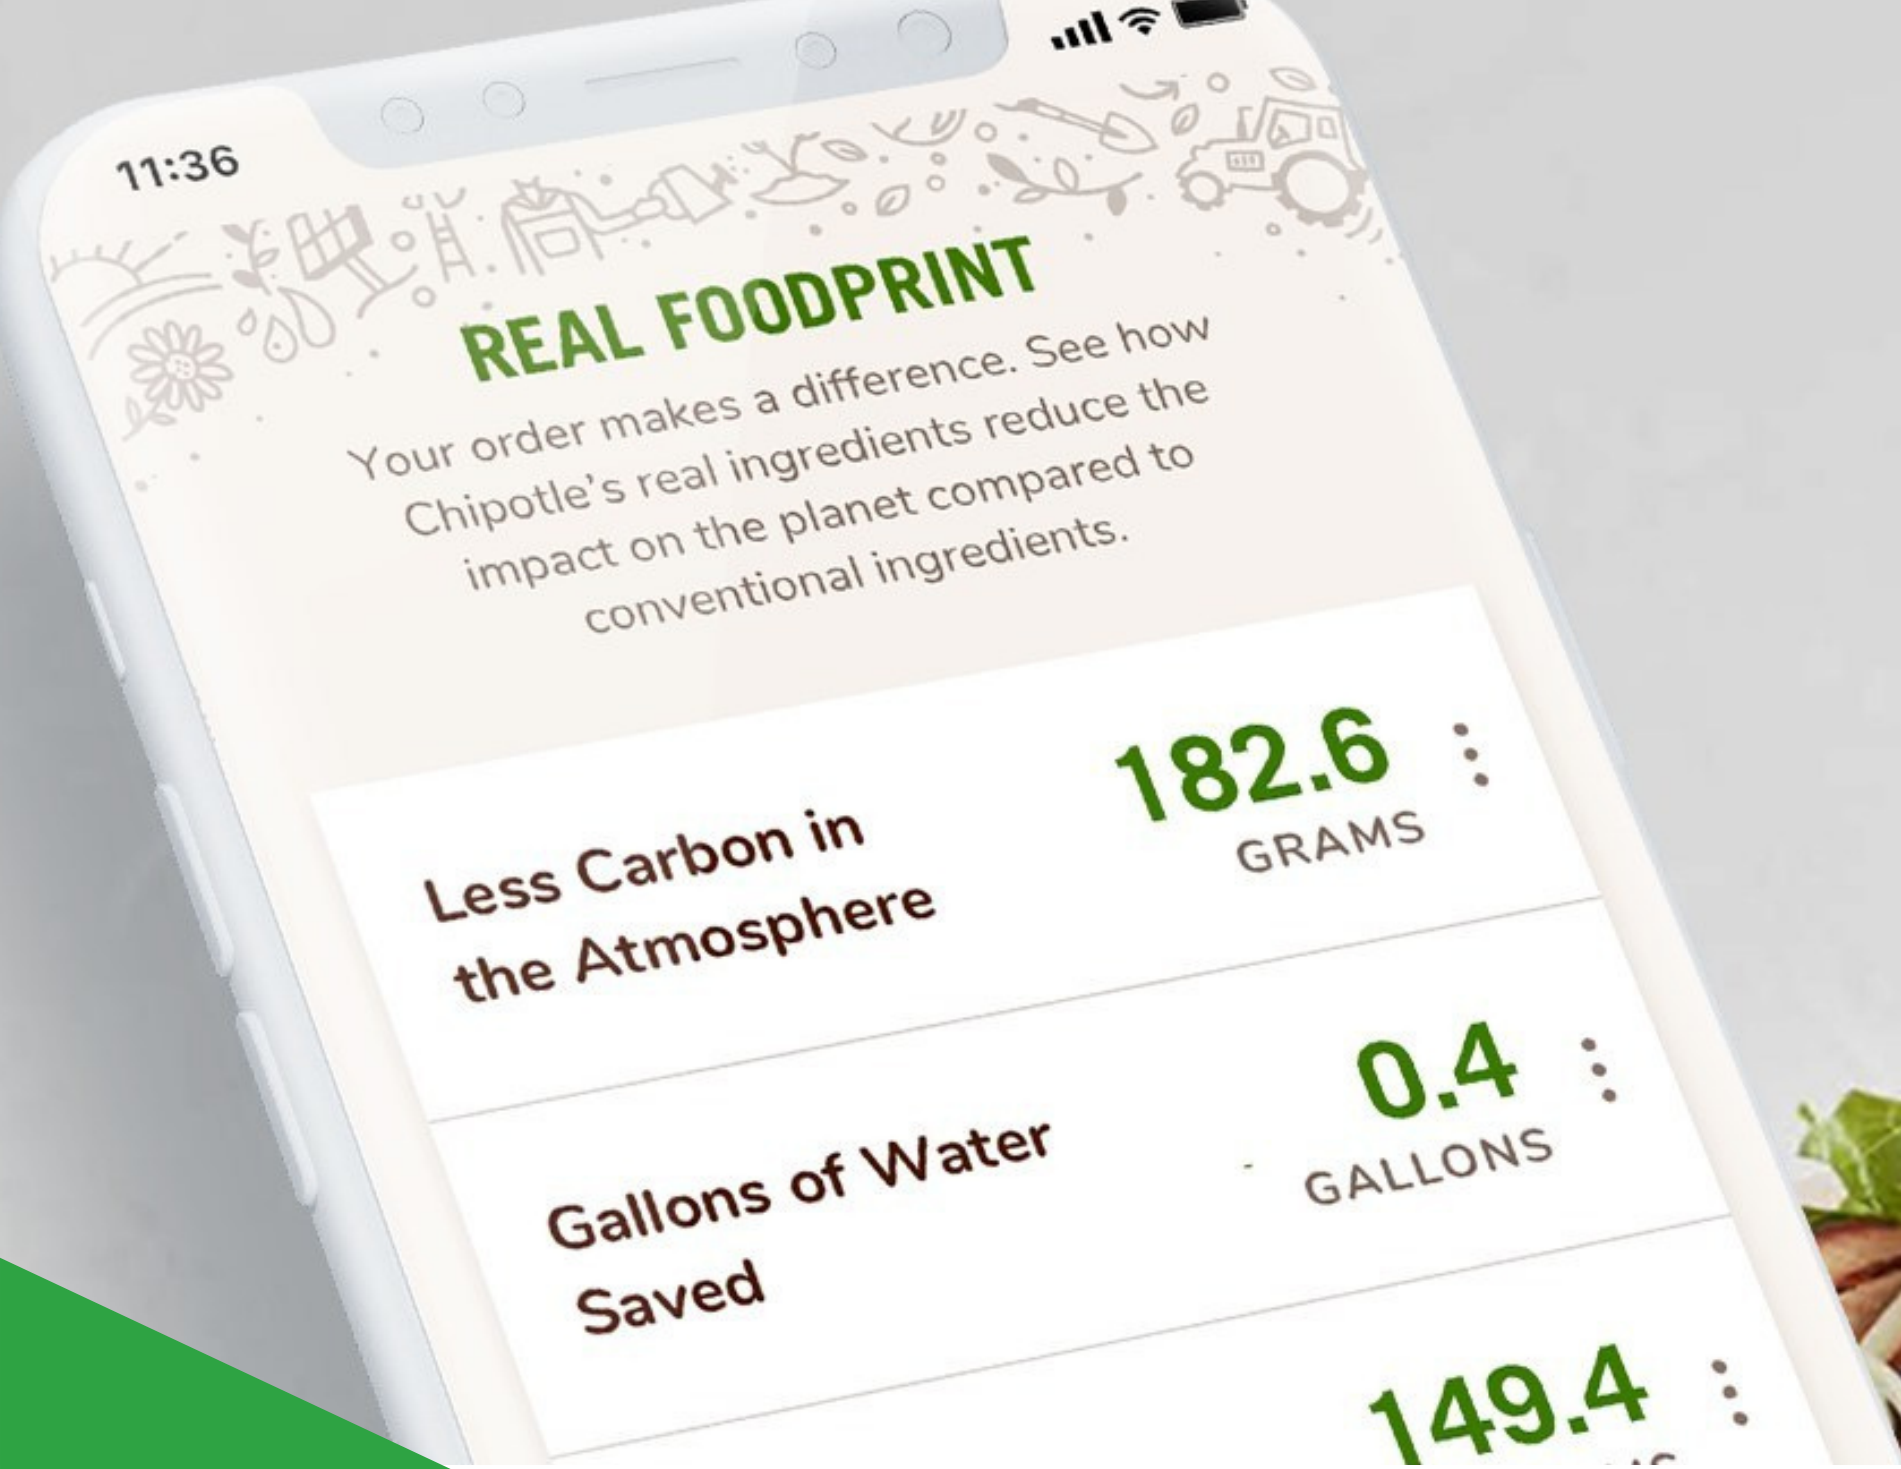 11:36
REAL FOODPRINT
Your order makes a difference. See how
Chipotle's real ingredients reduce the
impact on the planet compared to
conventional ingredients.
Less Carbon in
the Atmosphere
182.6
GRAMS
Gallons of Water
Saved
0.4
GALLONS
149.4